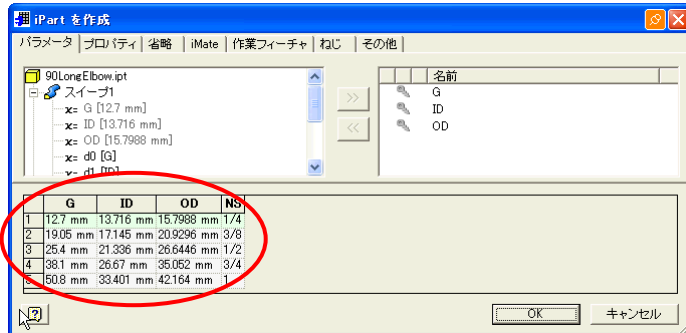 iPart を作成
パラメータ プロパティ 省略 iMate 作業フィーチャ ねじ その他
90LongElbow.ipt
スイープ1
x= G [12.7 mm]
x= ID [13.716 mm]
x= OD [15.7988 mm]
x= d0 [G]
x= d1 [ID]
>>
<<
名前
G
ID
OD
G ID OD NS
1 12.7 mm 13.716 mm 15.7988 mm 1/4
2 19.05 mm 17.145 mm 20.9296 mm 3/8
3 25.4 mm 21.336 mm 26.6446 mm 1/2
4 38.1 mm 26.67 mm 35.052 mm 3/4
5 50.8 mm 33.401 mm 42.164 mm 1
OK キャンセル